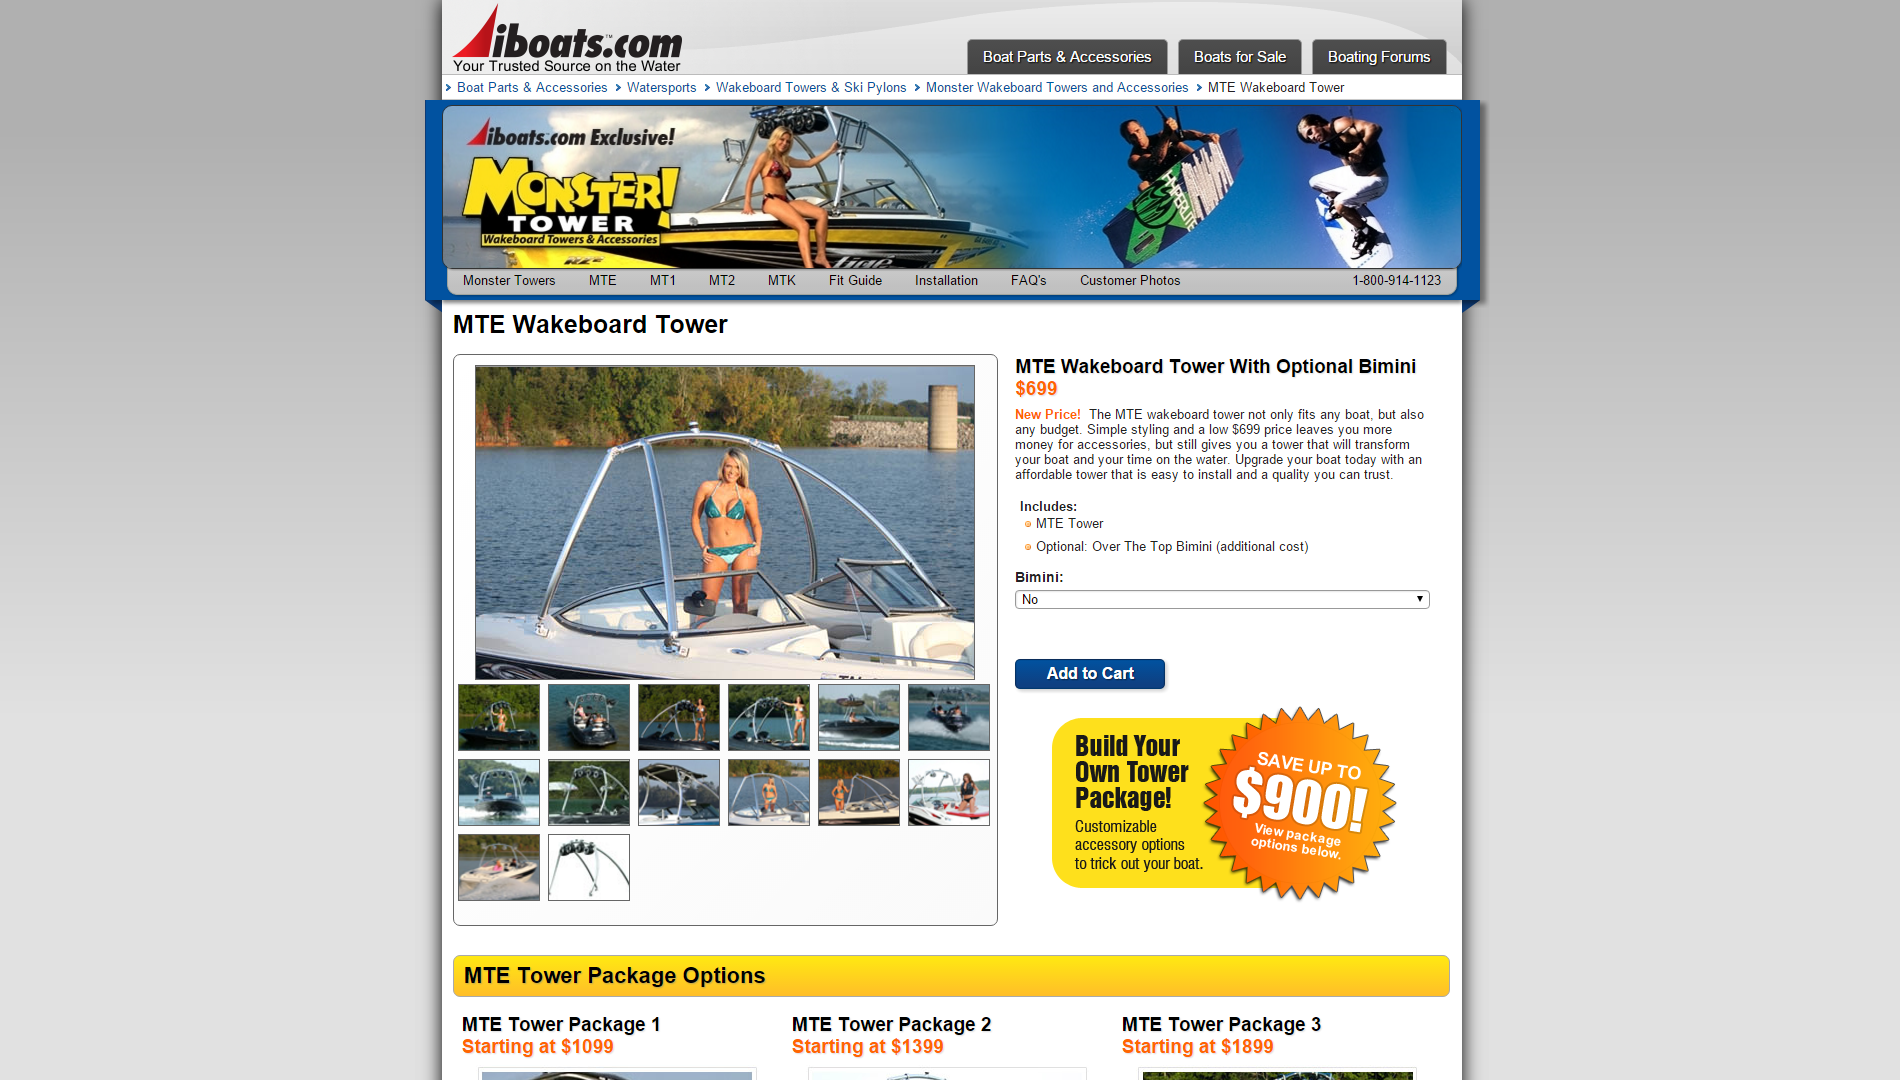 iboats.com™
Your Trusted Source on the Water
Boat Parts & Accessories
Boats for Sale
Boating Forums
Boat Parts & Accessories Watersports Wakeboard Towers & Ski Pylons Monster Wakeboard Towers and Accessories MTE Wakeboard Tower
iboats.com Exclusive!
MONSTER!
TOWER
Wakeboard Towers & Accessories
HYPERLITE
Monster Towers MTE MT1 MT2 MTK Fit Guide Installation FAQ's Customer Photos 1-800-914-1123
MTE Wakeboard Tower
MTE Wakeboard Tower With Optional Bimini
$699
New Price! The MTE wakeboard tower not only fits any boat, but also
any budget. Simple styling and a low $699 price leaves you more
money for accessories, but still gives you a tower that will transform
your boat and your time on the water. Upgrade your boat today with an
affordable tower that is easy to install and a quality you can trust.
Includes:
MTE Tower
Optional: Over The Top Bimini (additional cost)
Bimini:
No
Add to Cart
Build Your
Own Tower
Package!
Customizable
accessory options
to trick out your boat.
SAVE UP TO
$900!
View package
options below.
MTE Tower Package Options
MTE Tower Package 1
Starting at $1099
MTE Tower Package 2
Starting at $1399
MTE Tower Package 3
Starting at $1899